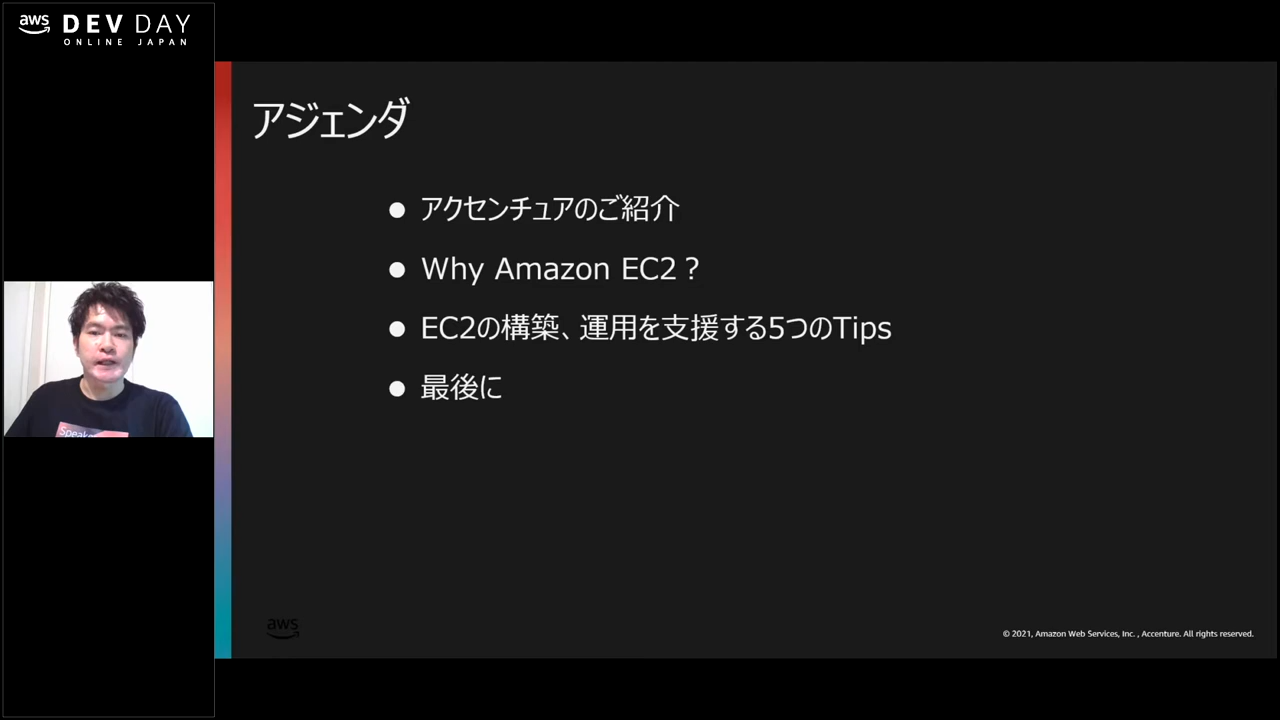 aws DEV DAY
ONLINE JAPAN
アジェンダ
● アクセンチュアのご紹介
● Why Amazon EC2？
● EC2の構築、運用を支援する5つのTips
● 最後に
Speake
aws
© 2021, Amazon Web Services, Inc. , Accenture. All rights reserved.